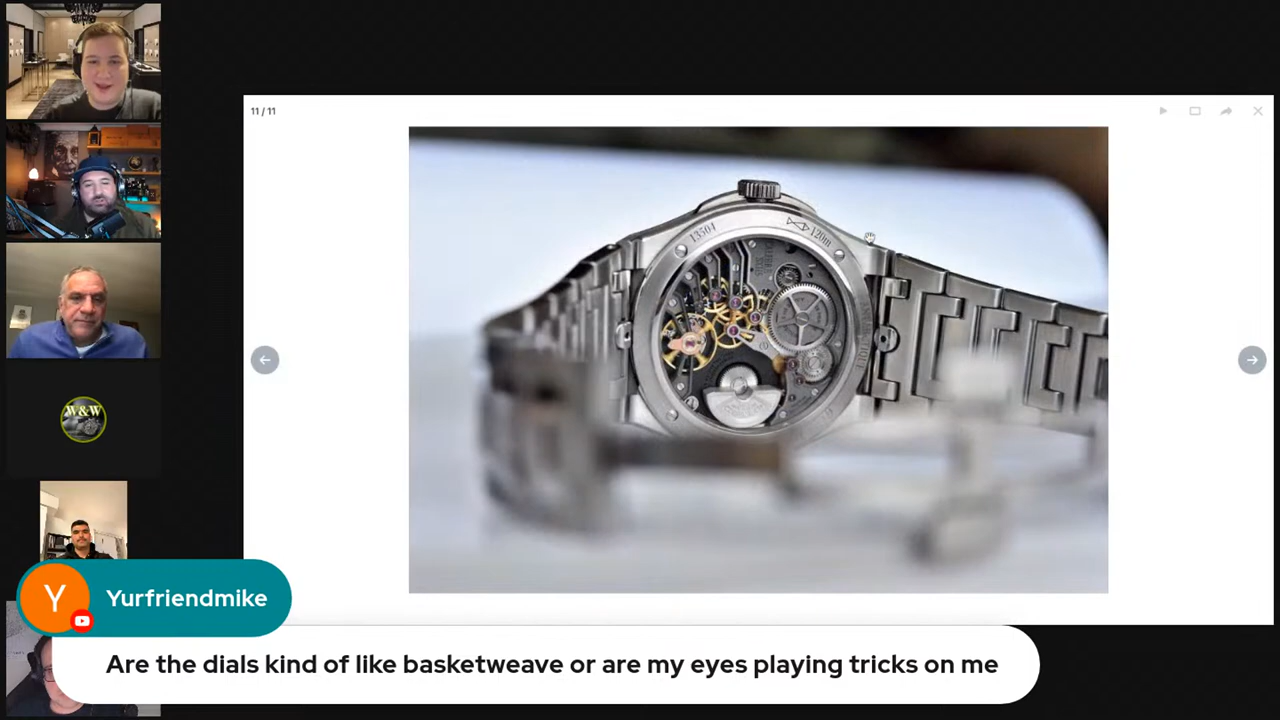 11 / 11
13501
120m
W&W
Y
Yurfriendmike
Are the dials kind of like basketweave or are my eyes playing tricks on me